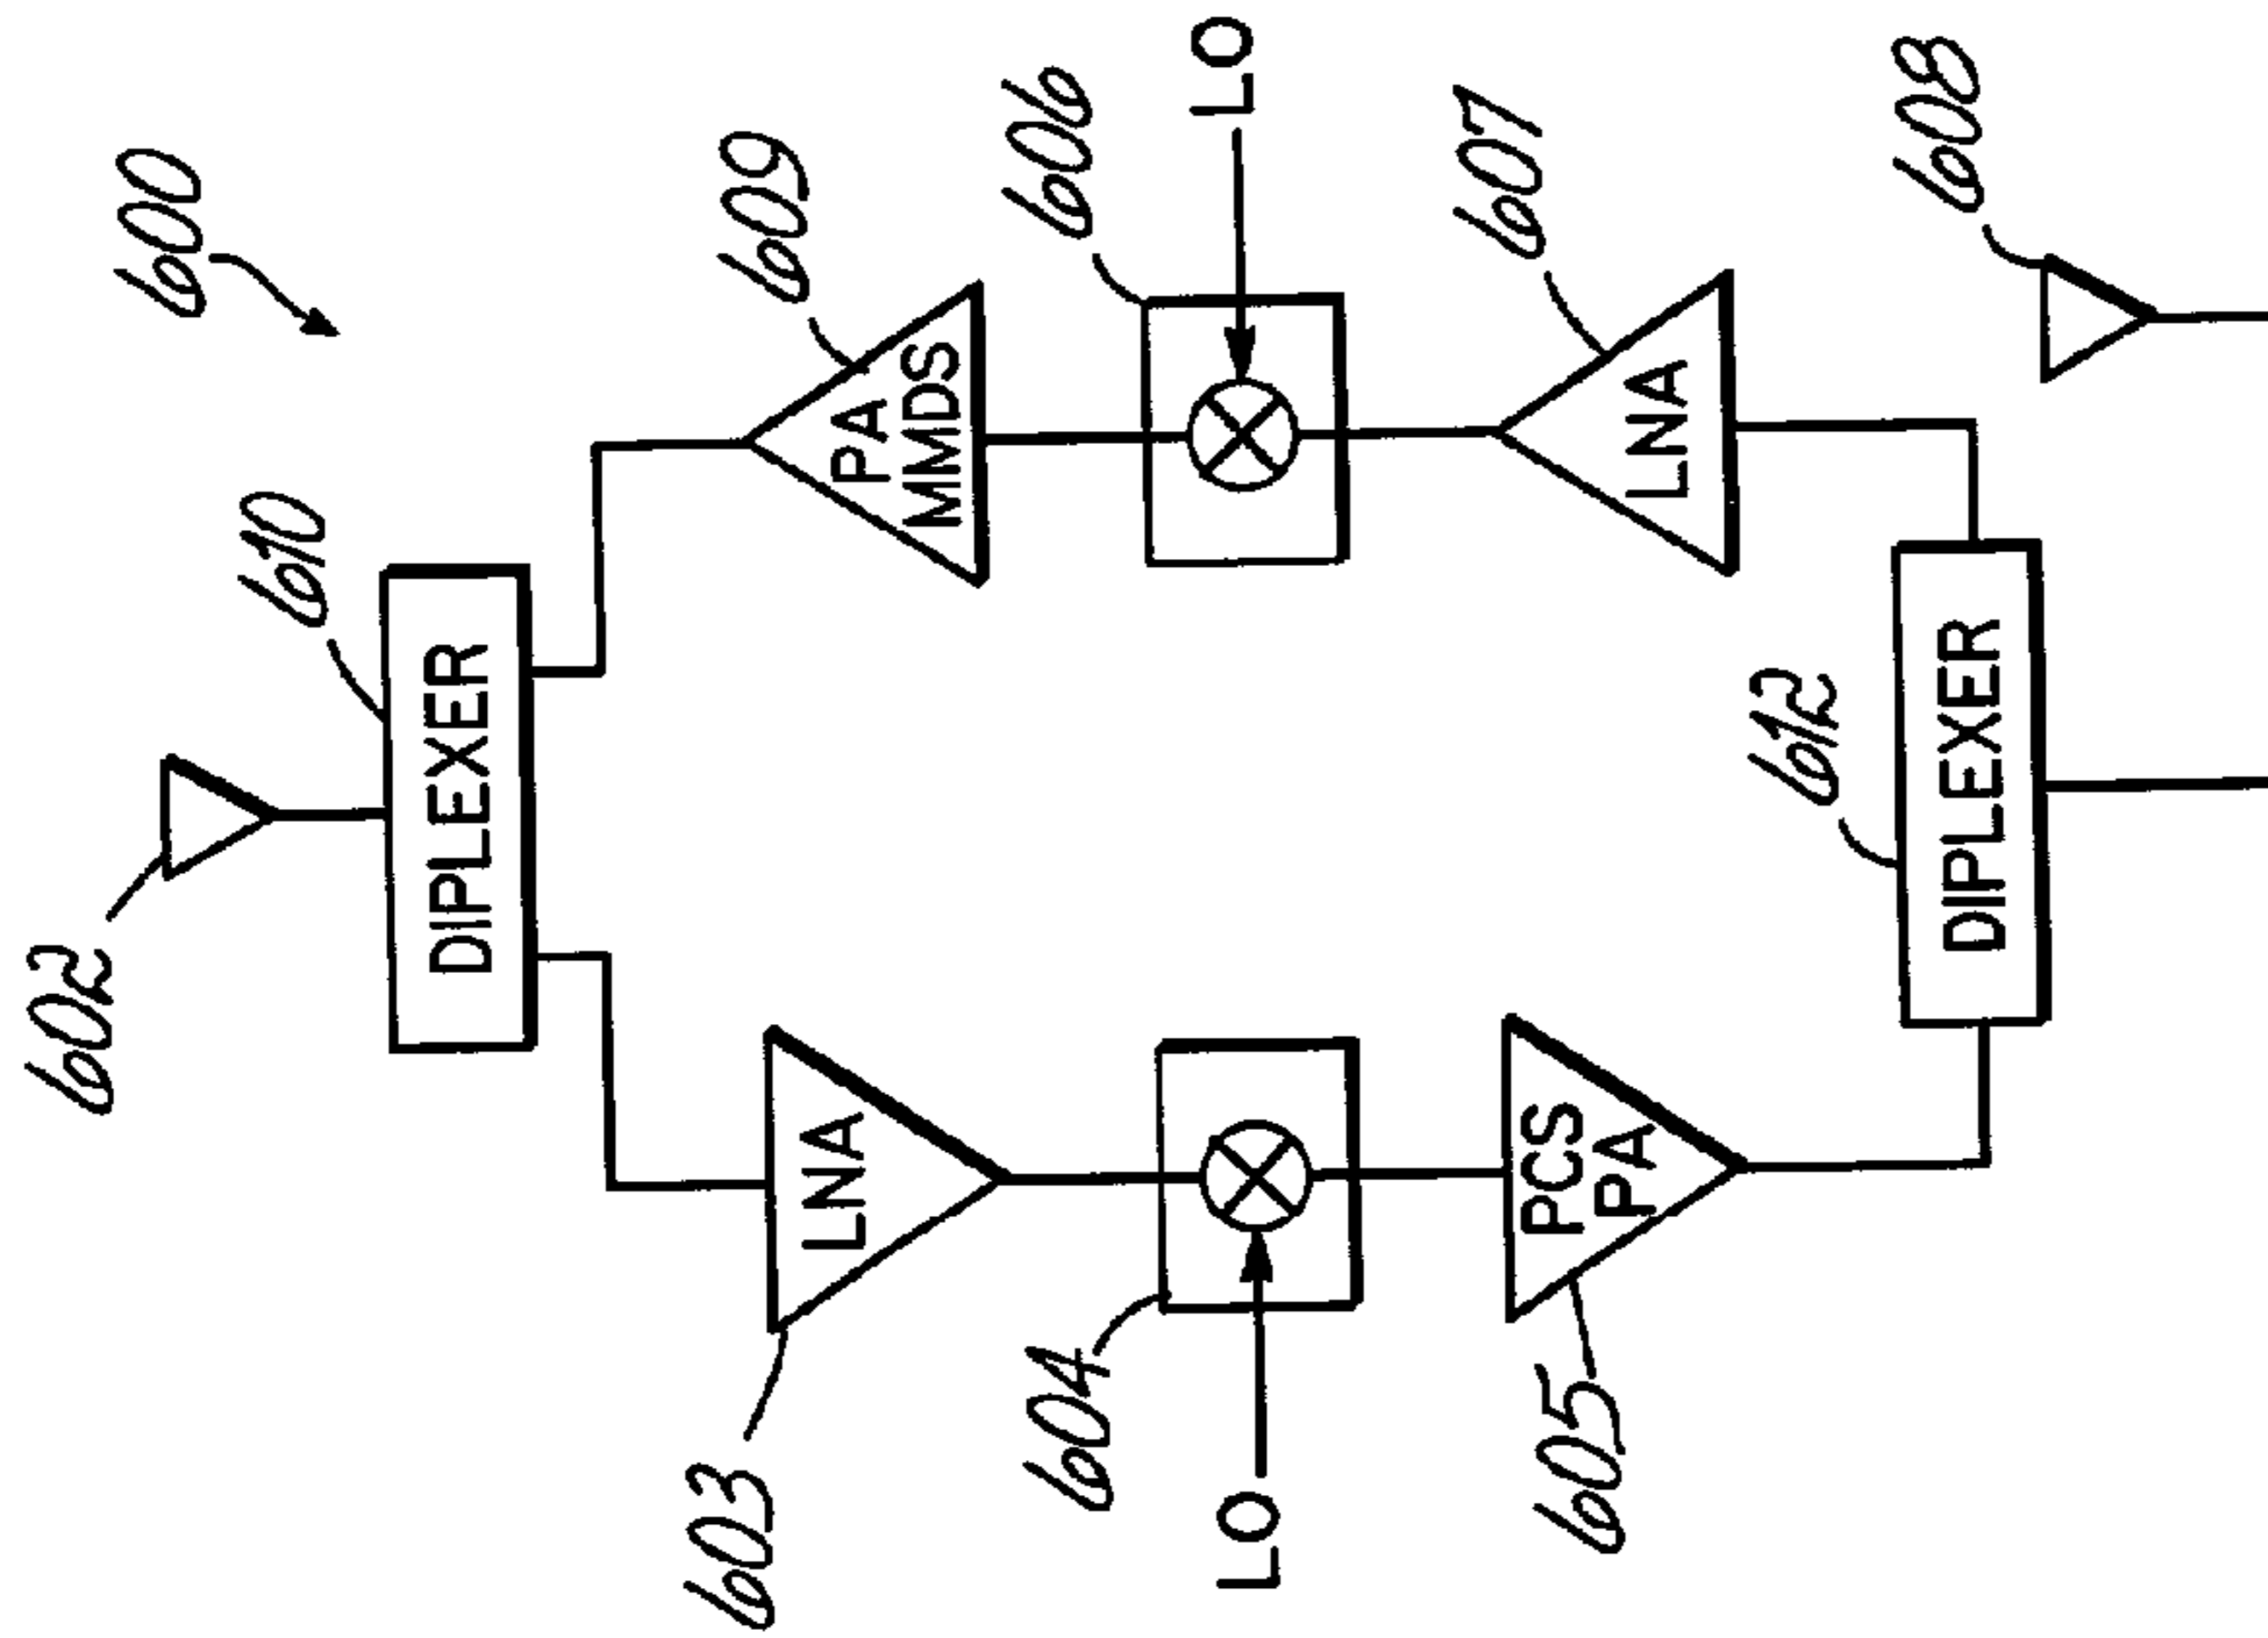 602
600
610
DIPLEXER
603
609
LNA
PA
MMDS
604
606
LO
LO
605
607
PCS
PA
LNA
612
608
DIPLEXER